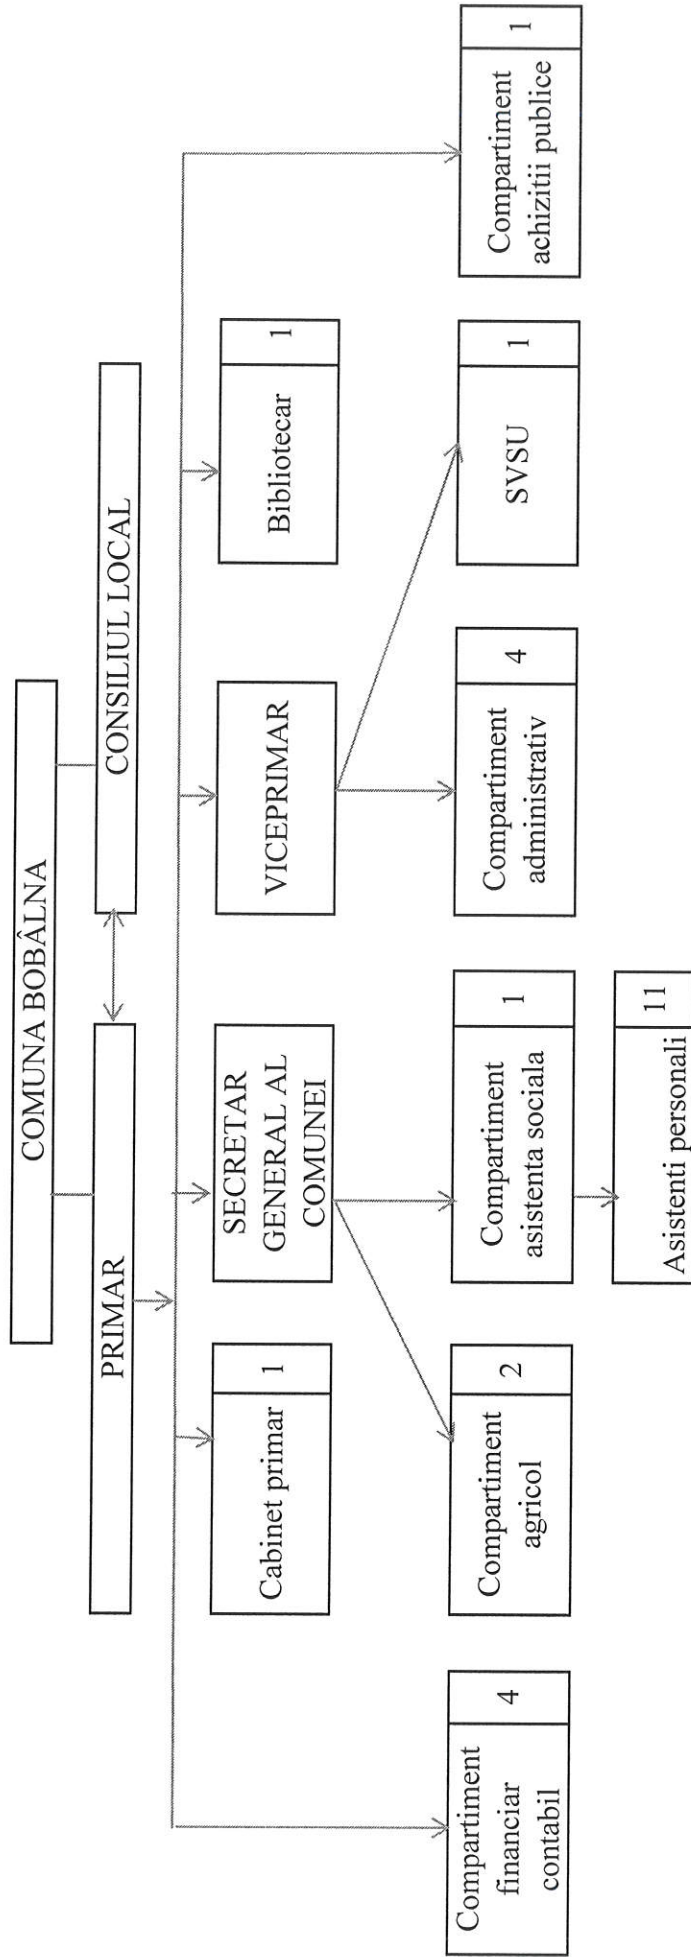 COMUNA BOBÂLNA
PRIMAR
CONSILIUL LOCAL
Cabinet primar
1
SECRETAR
GENERAL AL
COMUNEI
VICEPRIMAR
Bibliotecar
1
Compartiment
financiar
contabil
4
Compartiment
agricol
2
Compartiment
asistenta sociala
1
Compartiment
administrativ
4
SVSU
1
Compartiment
achizitii publice
1
Asistenti personali
11